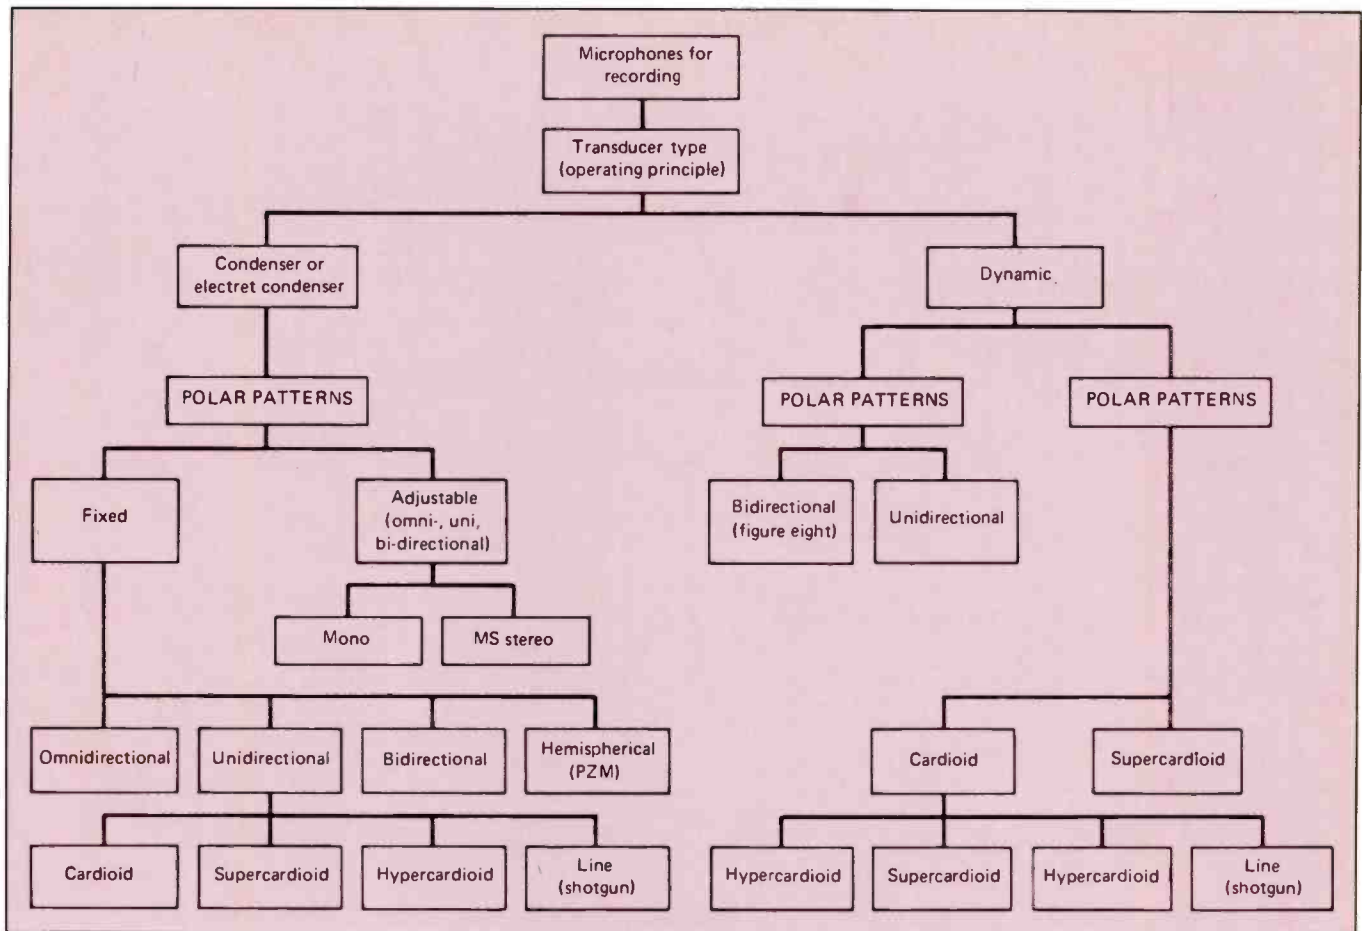 Microphones for
recording
Transducer type
(operating principle)
Condenser or
electret condenser
Dynamic
POLAR PATTERNS
POLAR PATTERNS
POLAR PATTERNS
Fixed
Adjustable
(omni-, uni,
bi-directional)
Bidirectional
(figure eight)
Unidirectional
Mono
MS stereo
Omnidirectional
Unidirectional
Bidirectional
Hemispherical
(PZM)
Cardioid
Supercardioid
Cardioid
Supercardioid
Hypercardioid
Line
(shotgun)
Hypercardioid
Supercardioid
Hypercardioid
Line
(shotgun)